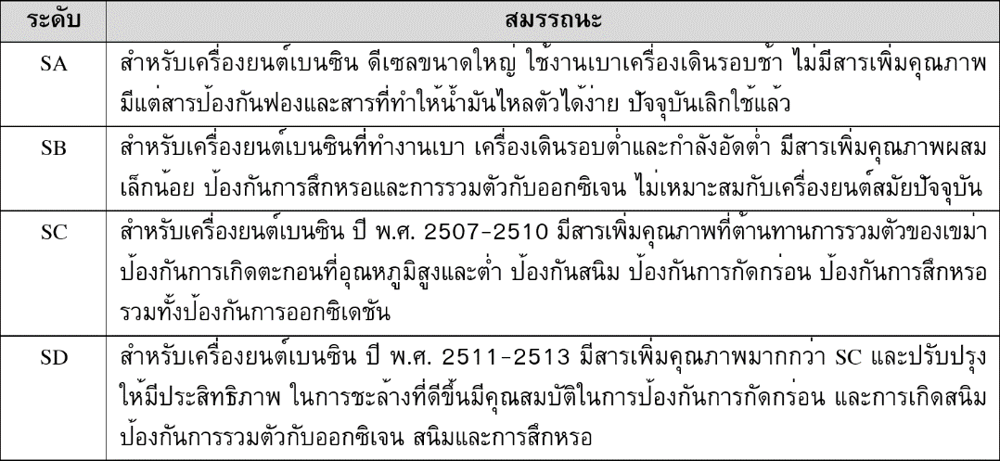 ระดับ สมรรถนะ
SA สำหรับเครื่องยนต์เบนซิน ดีเซลขนาดใหญ่ ใช้งานเบาเครื่องเดินรอบช้า ไม่มีสารเพิ่มคุณภาพ
มีแต่สารป้องกันฟองและสารที่ทำให้น้ำมันไหลตัวได้ง่าย ปัจจุบันเลิกใช้แล้ว
SB สำหรับเครื่องยนต์เบนซินที่ทำงานเบา เครื่องเดินรอบต่ำและกำลังอัดต่ำ มีสารเพิ่มคุณภาพผสม
เล็กน้อย ป้องกันการสึกหรอและการรวมตัวกับออกซิเจน ไม่เหมาะสมกับเครื่องยนต์สมัยปัจจุบัน
SC สำหรับเครื่องยนต์เบนซิน ปี พ.ศ. 2507-2510 มีสารเพิ่มคุณภาพที่ต้านทานการรวมตัวของเขม่า
ป้องกันการเกิดตะกอนที่อุณหภูมิสูงและต่ำ ป้องกันสนิม ป้องกันการกัดกร่อน ป้องกันการสึกหรอ
รวมทั้งป้องกันการออกซิเดชัน
SD สำหรับเครื่องยนต์เบนซิน ปี พ.ศ. 2511-2513 มีสารเพิ่มคุณภาพมากกว่า SC และปรับปรุง
ให้มีประสิทธิภาพ ในการชะล้างที่ดีขึ้นมีคุณสมบัติในการป้องกันการกัดกร่อน และการเกิดสนิม
ป้องกันการรวมตัวกับออกซิเจน สนิมและการสึกหรอ